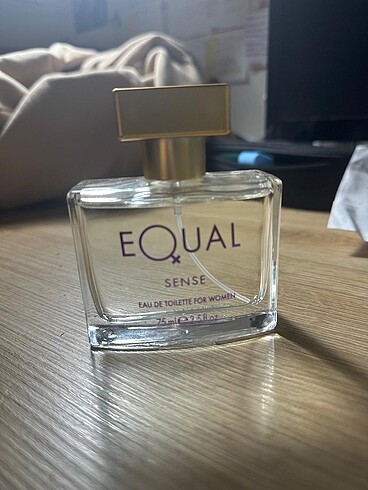 EQUAL
SENSE
EAU DE TOILETTE FOR WOMEN
75 ml ℮ 2.5 fl oz